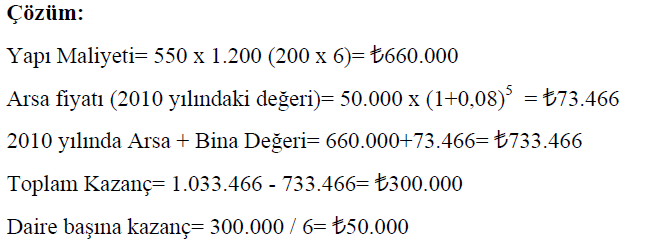 Çözüm:
Yapı Maliyeti= 550 x 1.200 (200 x 6)= ₺660.000
Arsa fiyatı (2010 yılındaki değeri)= 50.000 x (1+0,08)⁵ = ₺73.466
2010 yılında Arsa + Bina Değeri= 660.000+73.466= ₺733.466
Toplam Kazanç= 1.033.466 - 733.466= ₺300.000
Daire başına kazanç= 300.000 / 6= ₺50.000